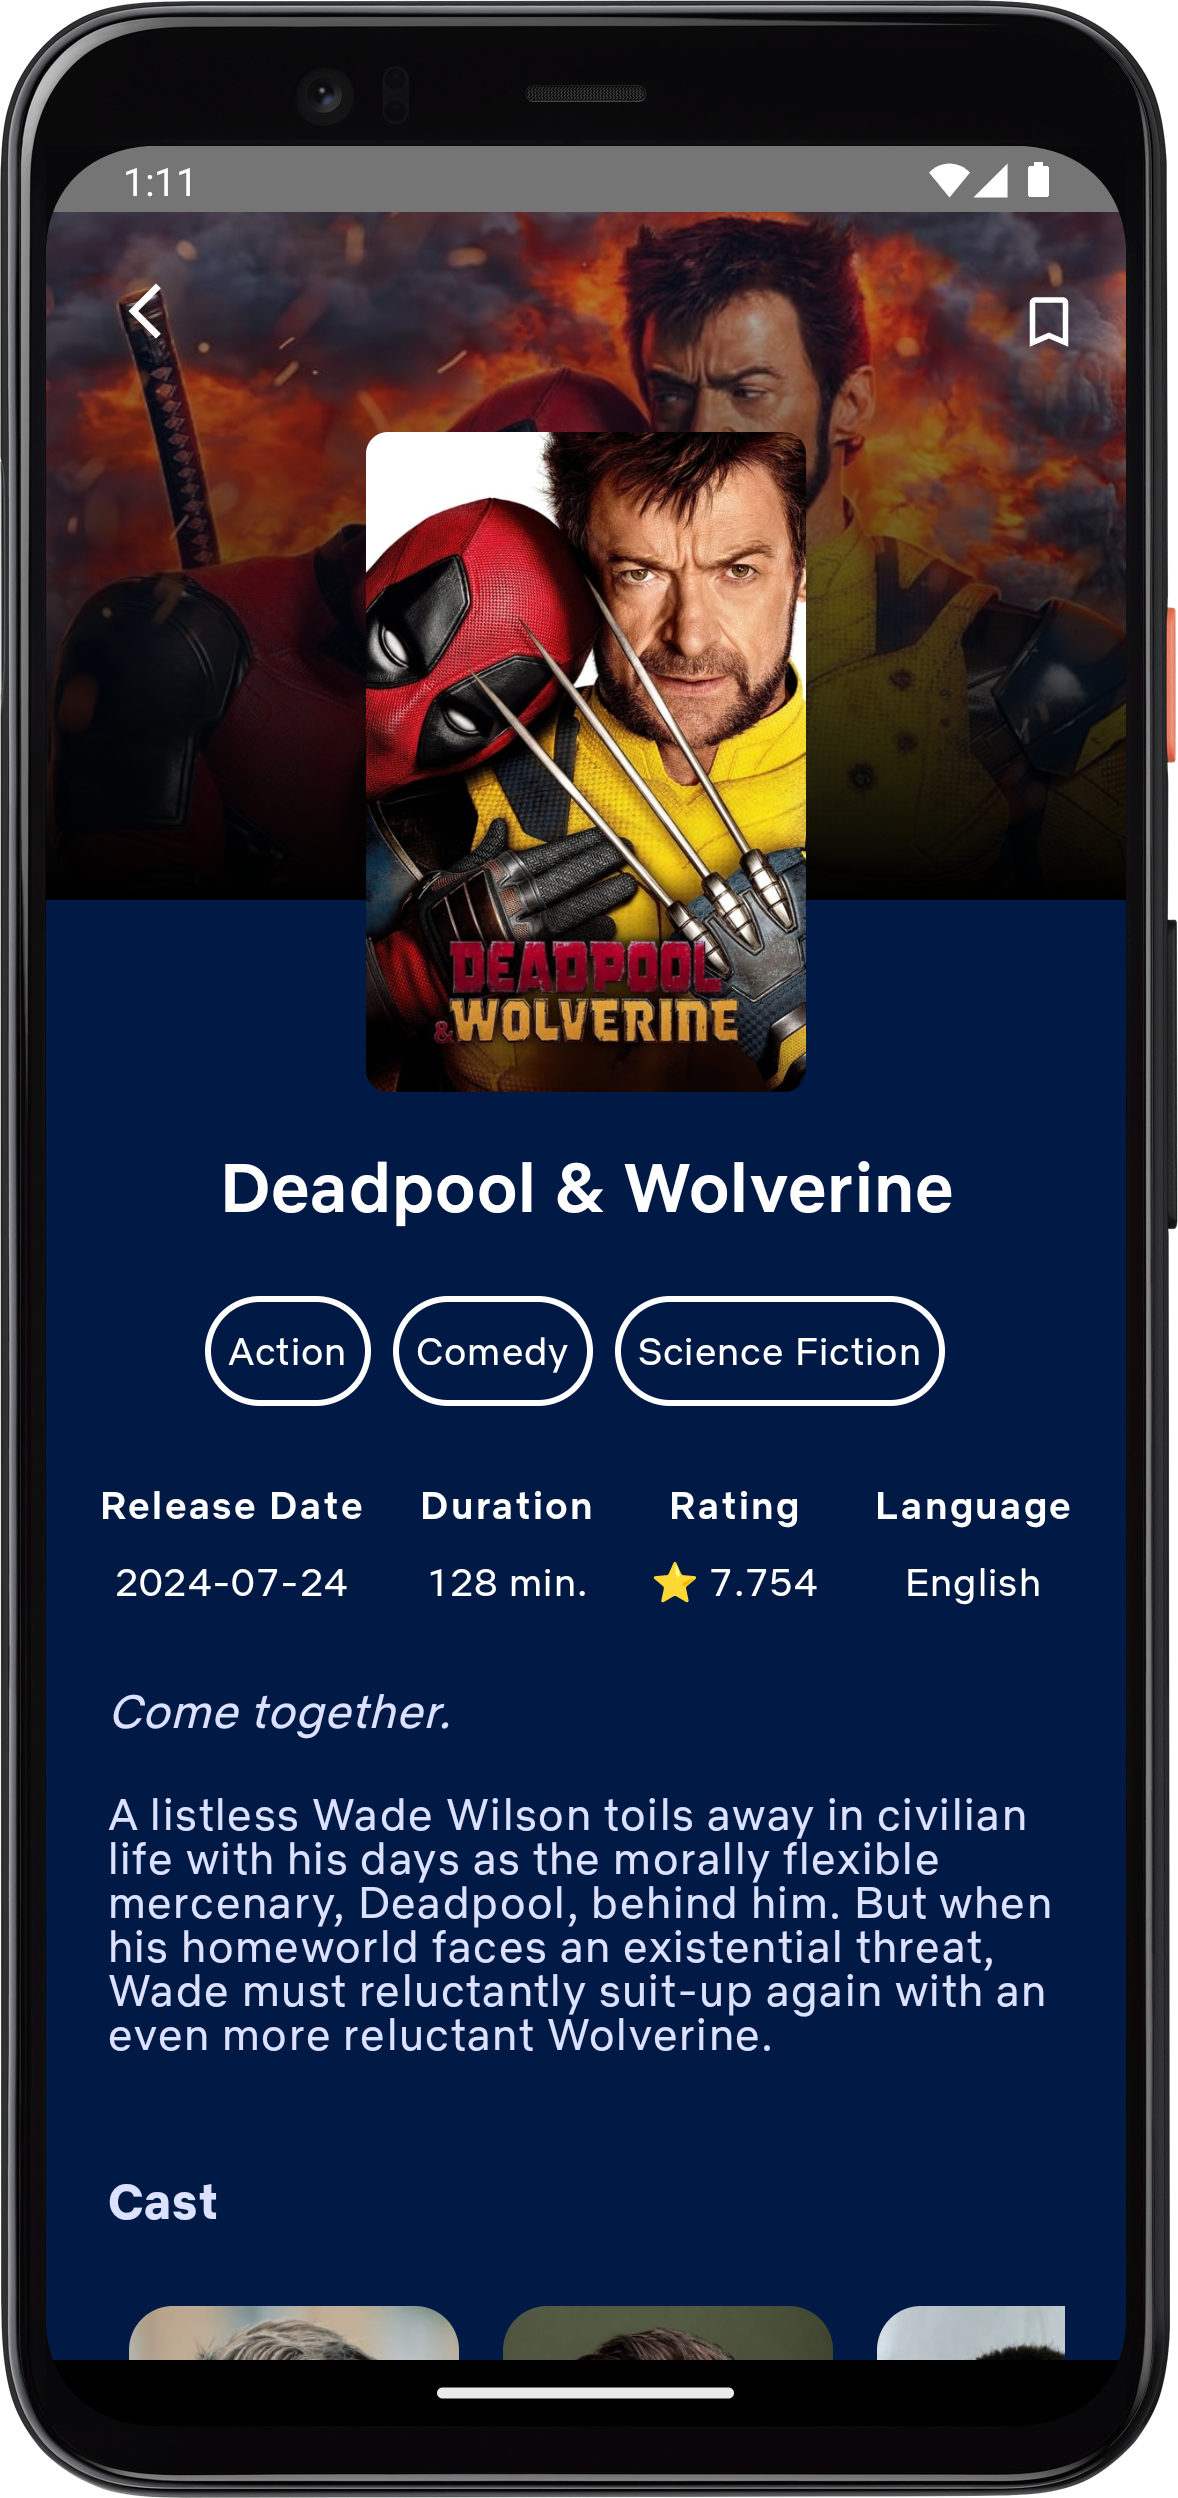 1:11
DEADPOOL
&WOLVERINE
Deadpool & Wolverine
Action Comedy Science Fiction
Release Date Duration Rating Language
2024-07-24 128 min. ⭐ 7.754 English
Come together.
A listless Wade Wilson toils away in civilian
life with his days as the morally flexible
mercenary, Deadpool, behind him. But when
his homeworld faces an existential threat,
Wade must reluctantly suit-up again with an
even more reluctant Wolverine.
Cast